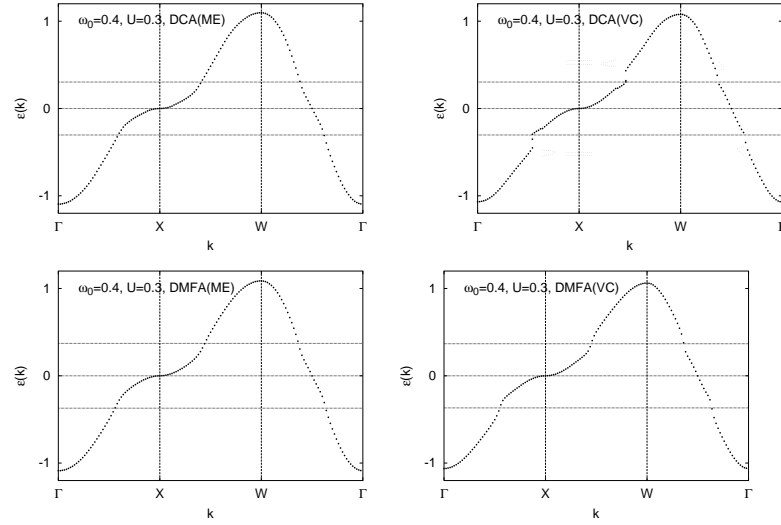 ω₀=0.4, U=0.3, DCA(ME)
ε(k)
1
0
-1
Γ X W Γ
k
ω₀=0.4, U=0.3, DCA(VC)
ε(k)
1
0
-1
Γ X W Γ
k
ω₀=0.4, U=0.3, DMFA(ME)
ε(k)
1
0
-1
Γ X W Γ
k
ω₀=0.4, U=0.3, DMFA(VC)
ε(k)
1
0
-1
Γ X W Γ
k